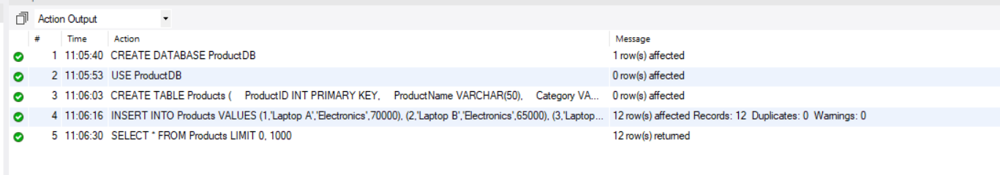 Action Output
# Time Action Message
1 11:05:40 CREATE DATABASE ProductDB 1 row(s) affected
2 11:05:53 USE ProductDB 0 row(s) affected
3 11:06:03 CREATE TABLE Products ( ProductID INT PRIMARY KEY, ProductName VARCHAR(50), Category VA... 0 row(s) affected
4 11:06:16 INSERT INTO Products VALUES (1,'Laptop A','Electronics',70000), (2,'Laptop B','Electronics',65000), (3,'Laptop... 12 row(s) affected Records: 12 Duplicates: 0 Warnings: 0
5 11:06:30 SELECT * FROM Products LIMIT 0, 1000 12 row(s) returned